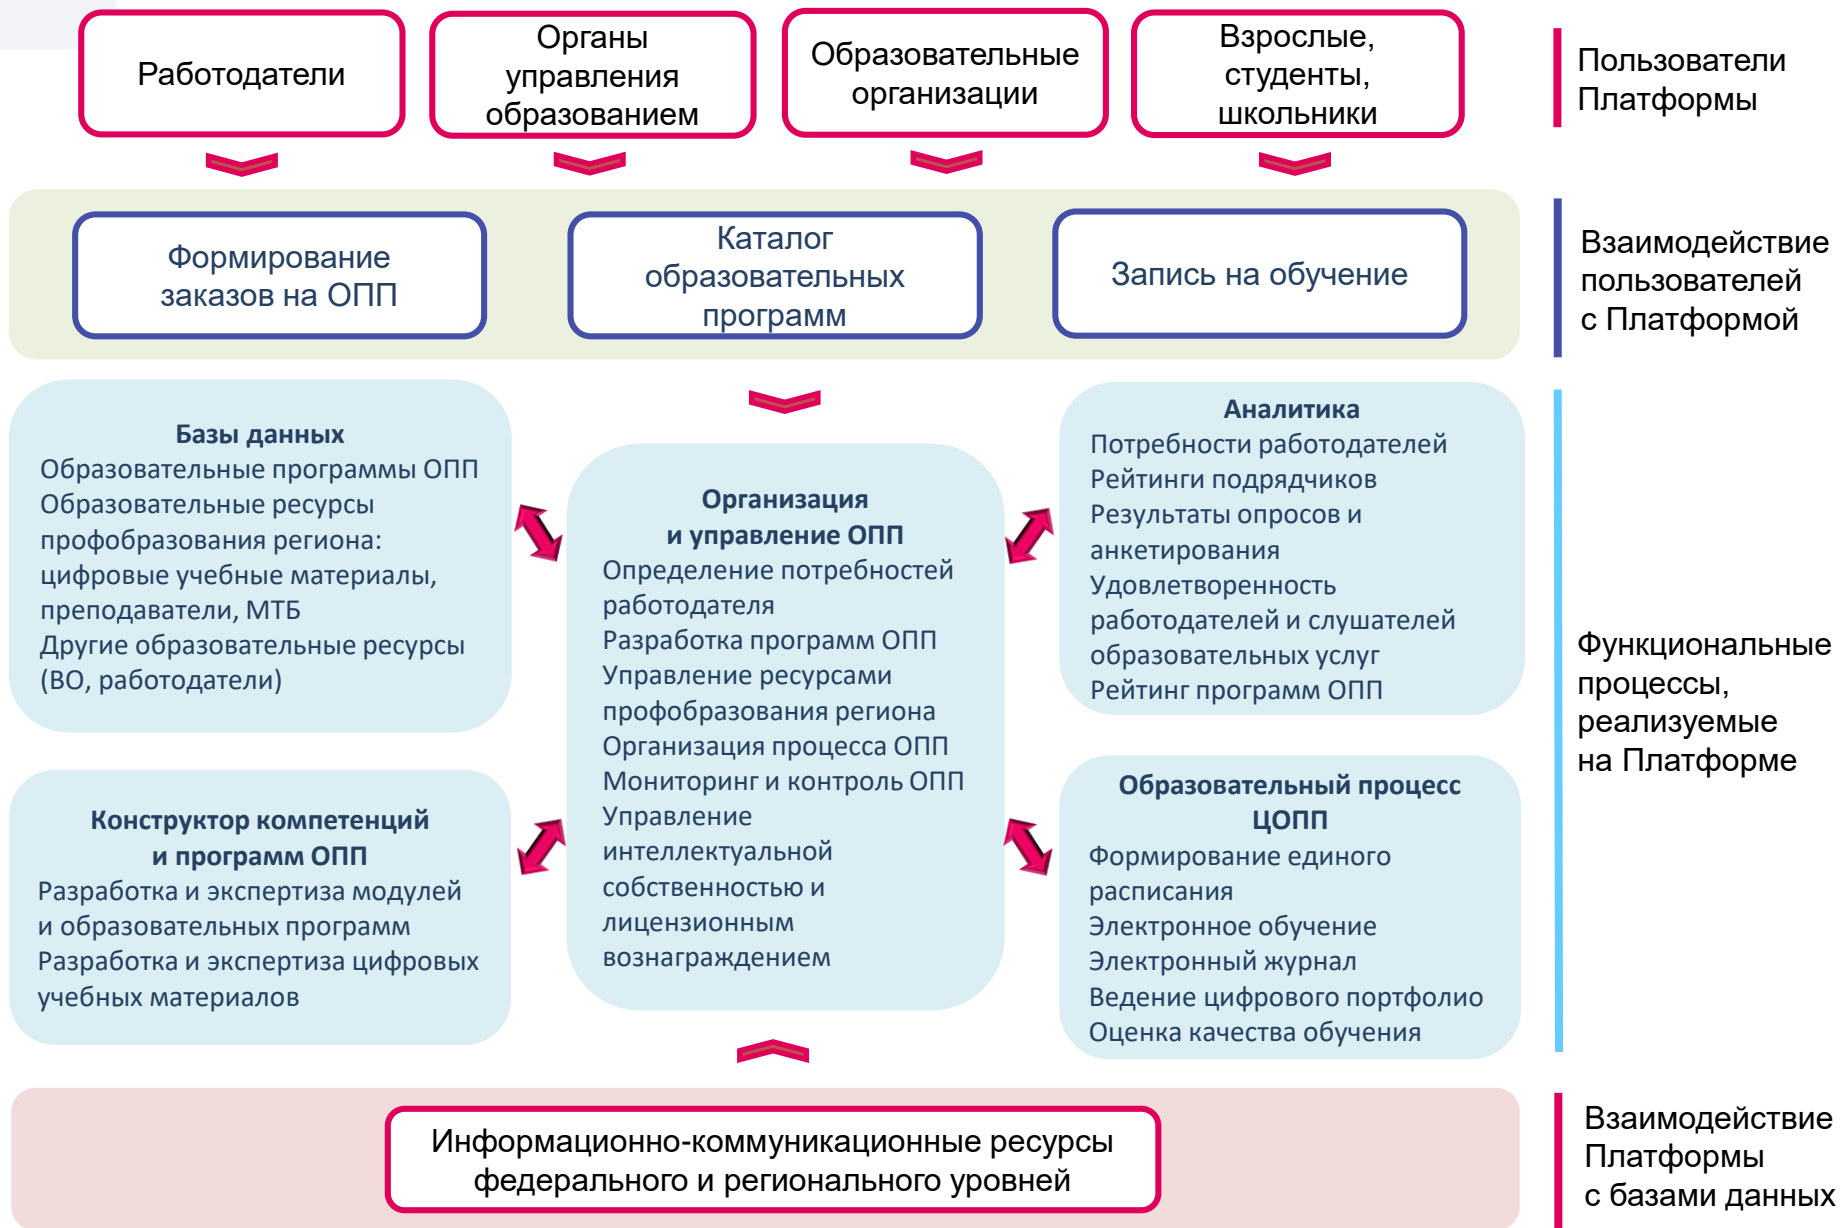 Работодатели
Органы
управления
образованием
Образовательные
организации
Взрослые,
студенты,
школьники
Пользователи
Платформы
Формирование
заказов на ОПП
Каталог
образовательных
программ
Запись на обучение
Взаимодействие
пользователей
с Платформой
Базы данных
Образовательные программы ОПП
Образовательные ресурсы
профобразования региона:
цифровые учебные материалы,
преподаватели, МТБ
Другие образовательные ресурсы
(ВО, работодатели)
Конструктор компетенций
и программ ОПП
Разработка и экспертиза модулей
и образовательных программ
Разработка и экспертиза цифровых
учебных материалов
Организация
и управление ОПП
Определение потребностей
работодателя
Разработка программ ОПП
Управление ресурсами
профобразования региона
Организация процесса ОПП
Мониторинг и контроль ОПП
Управление
интеллектуальной
собственностью и
лицензионным
вознаграждением
Аналитика
Потребности работодателей
Рейтинги подрядчиков
Результаты опросов и
анкетирования
Удовлетворенность
работодателей и слушателей
образовательных услуг
Рейтинг программ ОПП
Образовательный процесс
ЦОПП
Формирование единого
расписания
Электронное обучение
Электронный журнал
Ведение цифрового портфолио
Оценка качества обучения
Функциональные
процессы,
реализуемые
на Платформе
Информационно-коммуникационные ресурсы
федерального и регионального уровней
Взаимодействие
Платформы
с базами данных